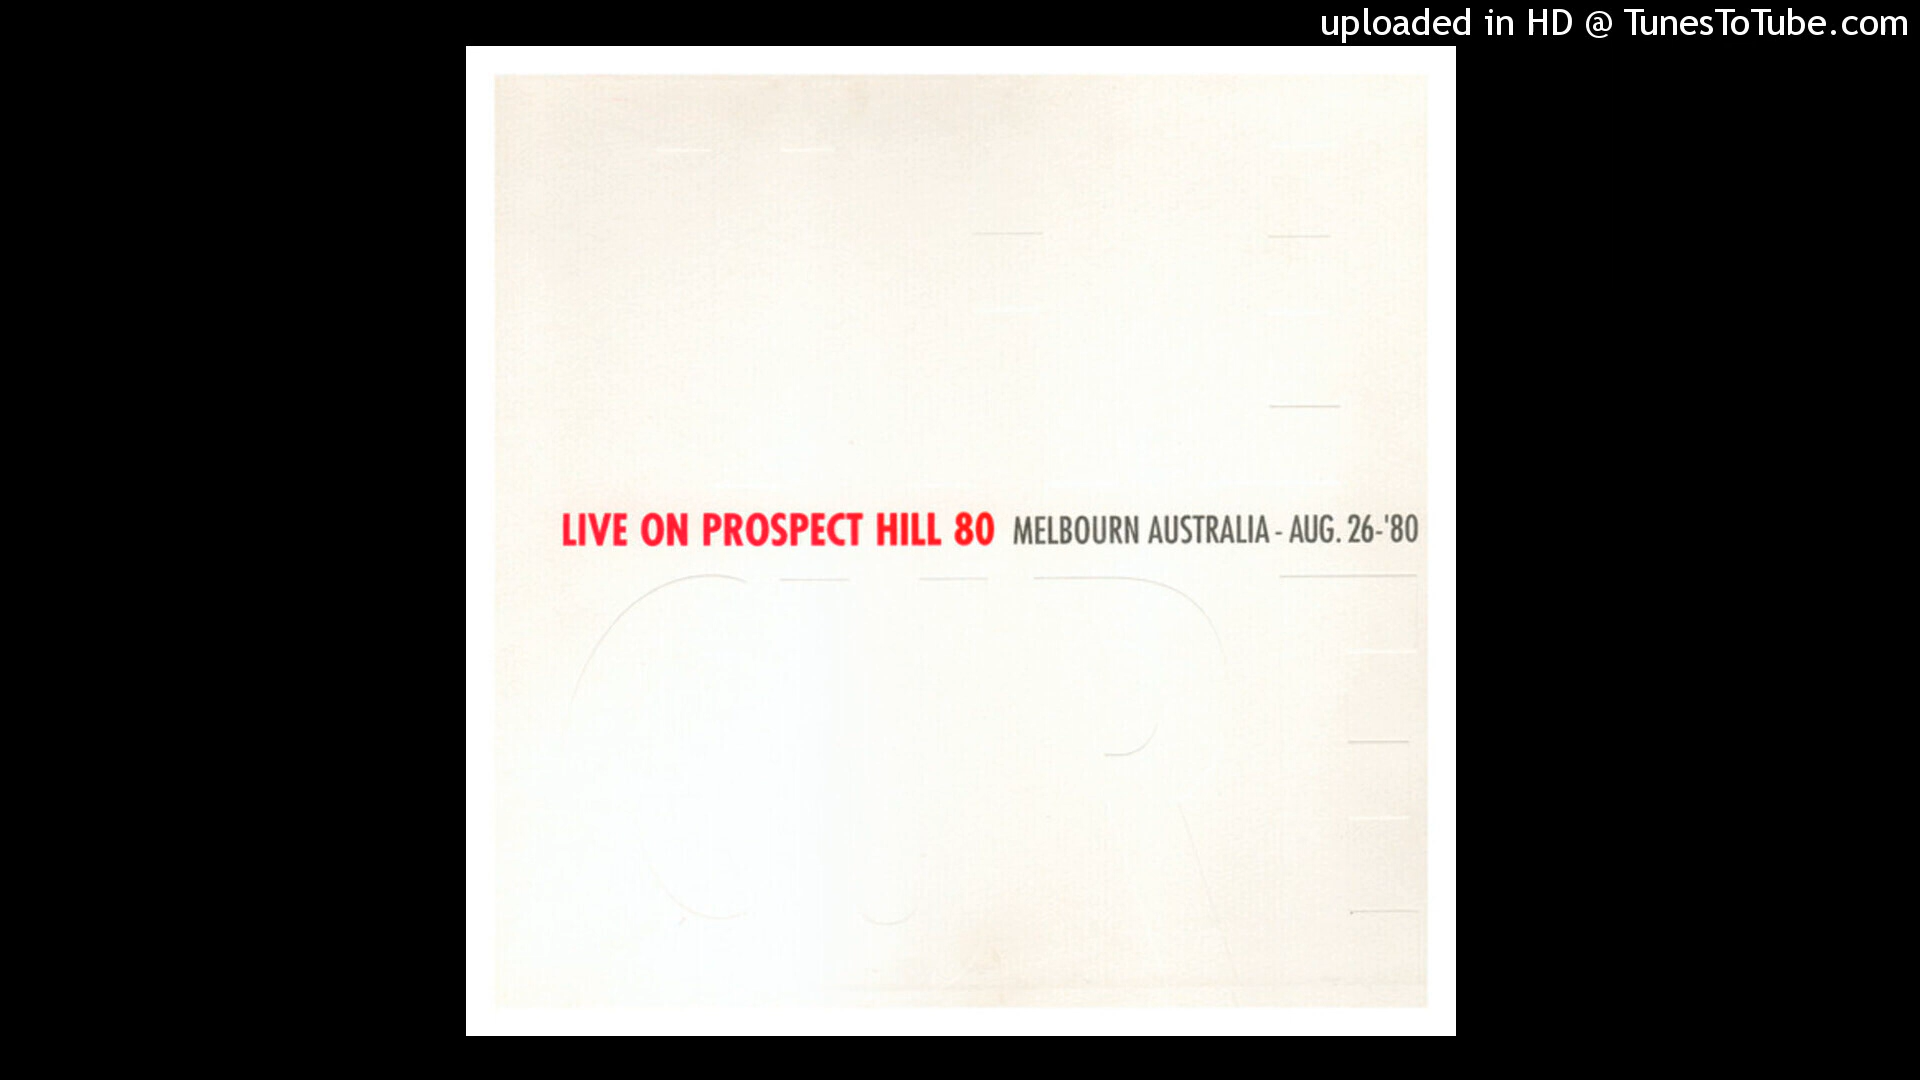 uploaded in HD @ TunesToTube.com
LIVE ON PROSPECT HILL 80 MELBOURN AUSTRALIA - AUG. 26-'80